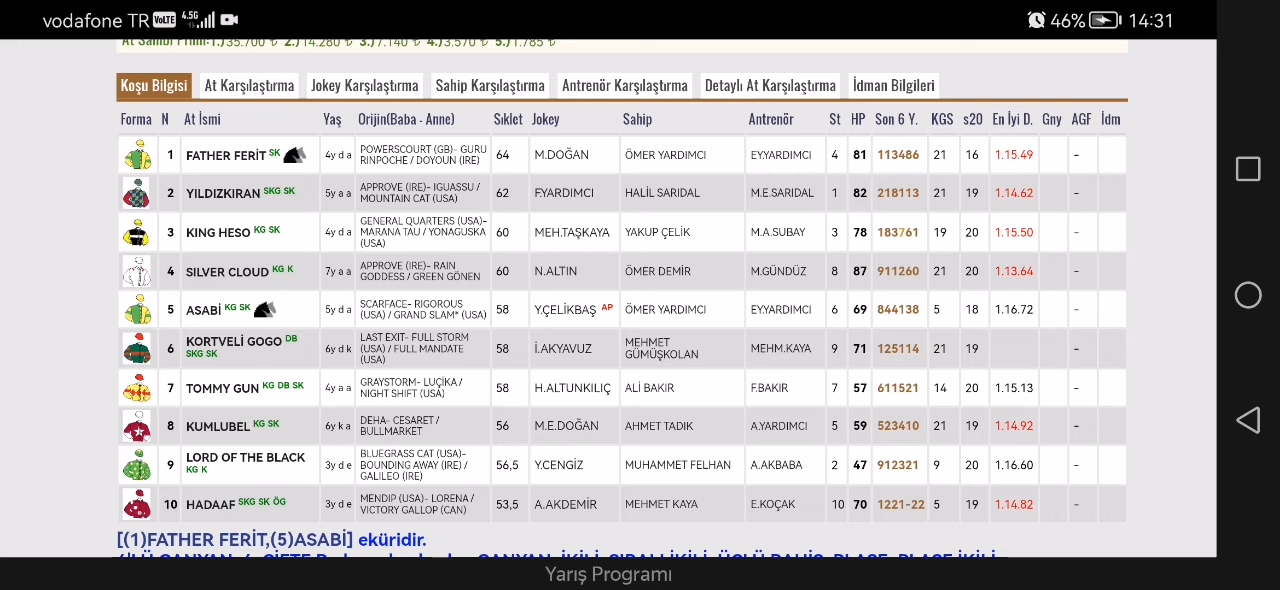 vodafone TR VoLTE 4.5G 46% 14:31
At Sahibi Primi: 1.) 35.700 ₺ 2.) 14.280 ₺ 3.) 7.140 ₺ 4.) 3.570 ₺ 5.) 1.785 ₺
Koşu Bilgisi At Karşılaştırma Jokey Karşılaştırma Sahip Karşılaştırma Antrenör Karşılaştırma Detaylı At Karşılaştırma İdman Bilgileri
Forma N At İsmi Yaş Orijin(Baba - Anne) Sıklet Jokey Sahip Antrenör St HP Son 6 Y. KGS s20 En İyi D. Gny AGF İdm
1 FATHER FERİT SK 4y d a POWERSCOURT (GB)- GURU RINPOCHE / DOYOUN (IRE) 64 M.DOĞAN ÖMER YARDIMCI EY.YARDIMCI 4 81 113486 21 16 1.15.49 -
2 YILDIZKIRAN SKG SK 5y a a APPROVE (IRE)- IGUASSU / MOUNTAIN CAT (USA) 62 F.YARDIMCI HALİL SARIDAL M.E.SARIDAL 1 82 218113 21 19 1.14.62 -
3 KING HESO KG SK 4y d a GENERAL QUARTERS (USA)- MARANA TAU / YONAGUSKA (USA) 60 MEH.TAŞKAYA YAKUP ÇELİK M.A.SUBAY 3 78 183761 19 20 1.15.50 -
4 SILVER CLOUD KG K 7y a a APPROVE (IRE)- RAIN GODDESS / GREEN GÖNEN 60 N.ALTIN ÖMER DEMİR M.GÜNDÜZ 8 87 911260 21 20 1.13.64 -
5 ASABİ KG SK 5y d a SCARFACE- RIGOROUS (USA) / GRAND SLAM* (USA) 58 Y.ÇELİKBAŞ AP ÖMER YARDIMCI EY.YARDIMCI 6 69 844138 5 18 1.16.72 -
6 KORTVELİ GOGO DB SKG SK 6y d k LAST EXIT- FULL STORM (USA) / FULL MANDATE (USA) 58 İ.AKYAVUZ MEHMET GÜMÜŞKOLAN MEHM.KAYA 9 71 125114 21 19 -
7 TOMMY GUN KG DB SK 4y a a GRAYSTORM- LUÇİKA / NIGHT SHIFT (USA) 58 H.ALTUNKILIÇ ALİ BAKIR F.BAKIR 7 57 611521 14 20 1.15.13 -
8 KUMLUBEL KG SK 6y k a DEHA- CESARET / BULLMARKET 56 M.E.DOĞAN AHMET TADIK A.YARDIMCI 5 59 523410 21 19 1.14.92 -
9 LORD OF THE BLACK KG K 3y d e BLUEGRASS CAT (USA)- BOUNDING AWAY (IRE) / GALILEO (IRE) 56,5 Y.CENGİZ MUHAMMET FELHAN A.AKBABA 2 47 912321 9 20 1.16.60 -
10 HADAAF SKG SK ÖG 3y d e MENDIP (USA)- LORENA / VICTORY GALLOP (CAN) 53,5 A.AKDEMİR MEHMET KAYA E.KOÇAK 10 70 1221-22 5 19 1.14.82 -
[(1)FATHER FERİT,(5)ASABİ] eküridir.
Yarış Programı